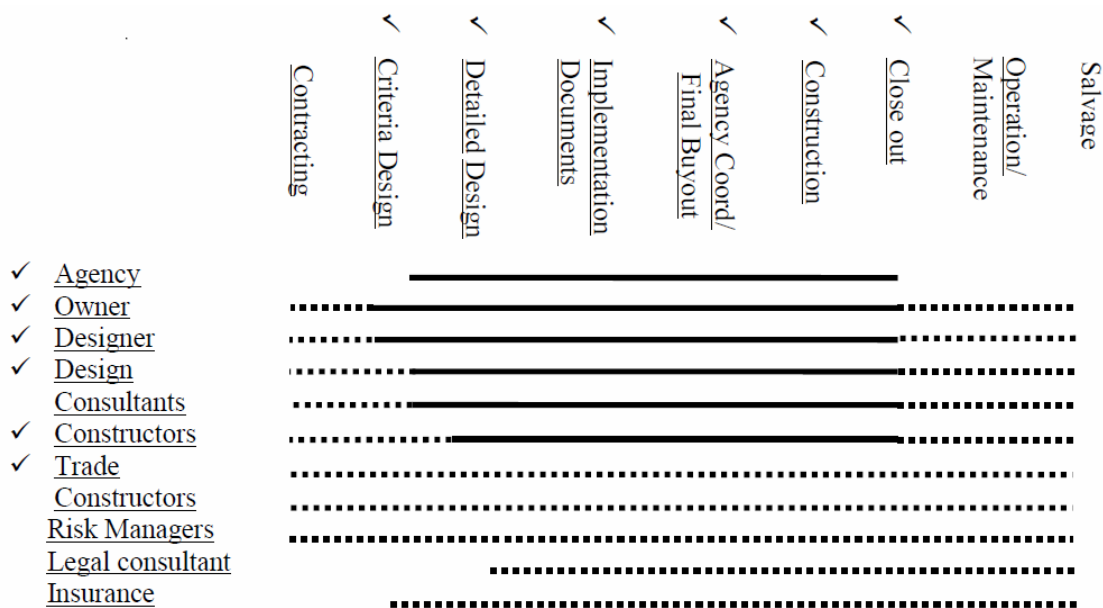 ✓ ✓ ✓ ✓ ✓ ✓
Contracting
Criteria Design
Detailed Design
Implementation
Documents
Agency Coord/
Final Buyout
Construction
Close out
Operation/
Maintenance
Salvage
✓ Agency
✓ Owner
✓ Designer
✓ Design
Consultants
✓ Constructors
✓ Trade
Constructors
Risk Managers
Legal consultant
Insurance